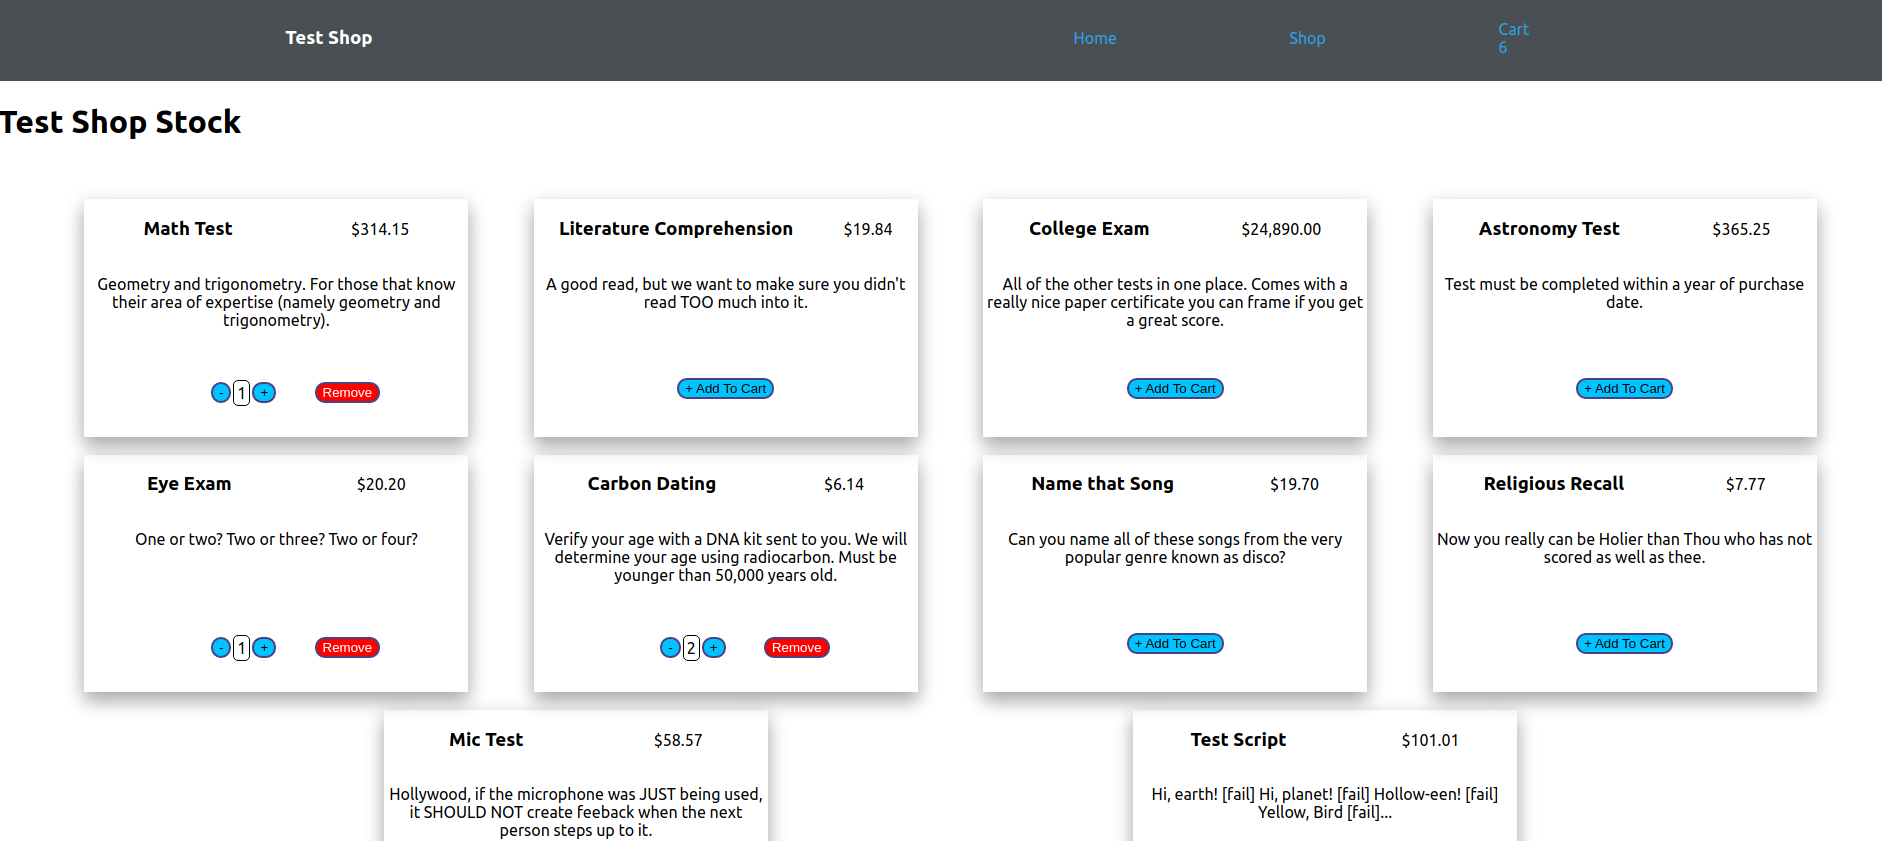 Test Shop
Home
Shop
Cart
6
Test Shop Stock
Math Test $314.15
Geometry and trigonometry. For those that know
their area of expertise (namely geometry and
trigonometry).
- 1 + Remove
Literature Comprehension $19.84
A good read, but we want to make sure you didn't
read TOO much into it.
+ Add To Cart
College Exam $24,890.00
All of the other tests in one place. Comes with a
really nice paper certificate you can frame if you get
a great score.
+ Add To Cart
Astronomy Test $365.25
Test must be completed within a year of purchase
date.
+ Add To Cart
Eye Exam $20.20
One or two? Two or three? Two or four?
- 1 + Remove
Carbon Dating $6.14
Verify your age with a DNA kit sent to you. We will
determine your age using radiocarbon. Must be
younger than 50,000 years old.
- 2 + Remove
Name that Song $19.70
Can you name all of these songs from the very
popular genre known as disco?
+ Add To Cart
Religious Recall $7.77
Now you really can be Holier than Thou who has not
scored as well as thee.
+ Add To Cart
Mic Test $58.57
Hollywood, if the microphone was JUST being used,
it SHOULD NOT create feeback when the next
person steps up to it.
Test Script $101.01
Hi, earth! [fail] Hi, planet! [fail] Hollow-een! [fail]
Yellow, Bird [fail]...